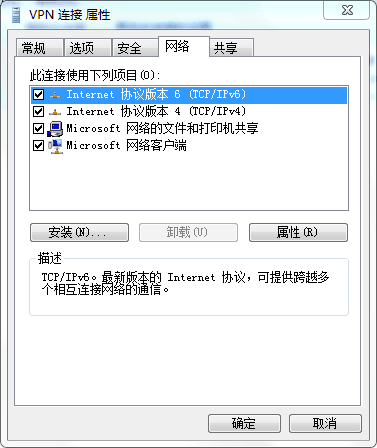 VPN 连接 属性
常规
选项
安全
网络
共享
此连接使用下列项目(O):
Internet 协议版本 6 (TCP/IPv6)
Internet 协议版本 4 (TCP/IPv4)
Microsoft 网络的文件和打印机共享
Microsoft 网络客户端
安装(N)...
卸载(U)
属性(R)
描述
TCP/IPv6。最新版本的 Internet 协议，可提供跨越多
个相互连接网络的通信。
确定
取消